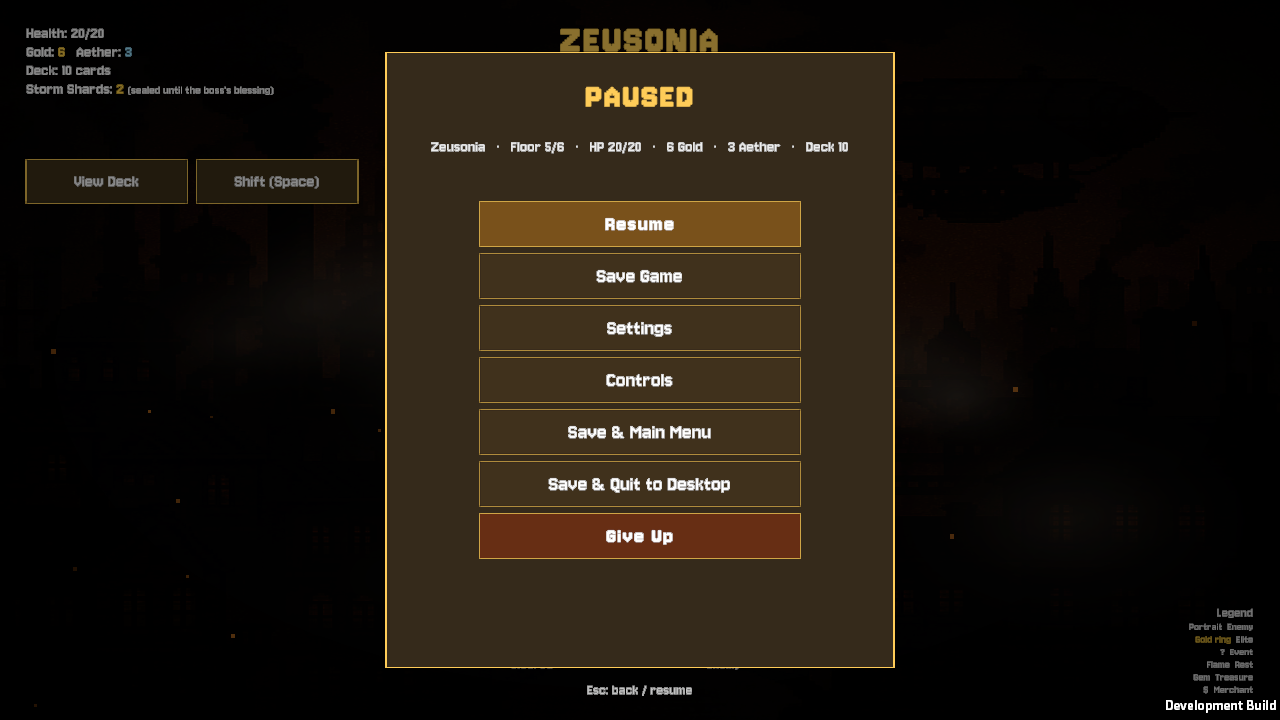 Health: 20/20
Gold: 6 Aether: 3
Deck: 10 cards
Storm Shards: 2 (sealed until the boss's blessing)
View Deck
Shift (Space)
ZEUSONIA
PAUSED
Zeusonia · Floor 5/6 · HP 20/20 · 6 Gold · 3 Aether · Deck 10
Resume
Save Game
Settings
Controls
Save & Main Menu
Save & Quit to Desktop
Give Up
Esc: back / resume
Legend
Portrait Enemy
Gold ring Elite
? Event
Flame Rest
Gem Treasure
$ Merchant
Development Build